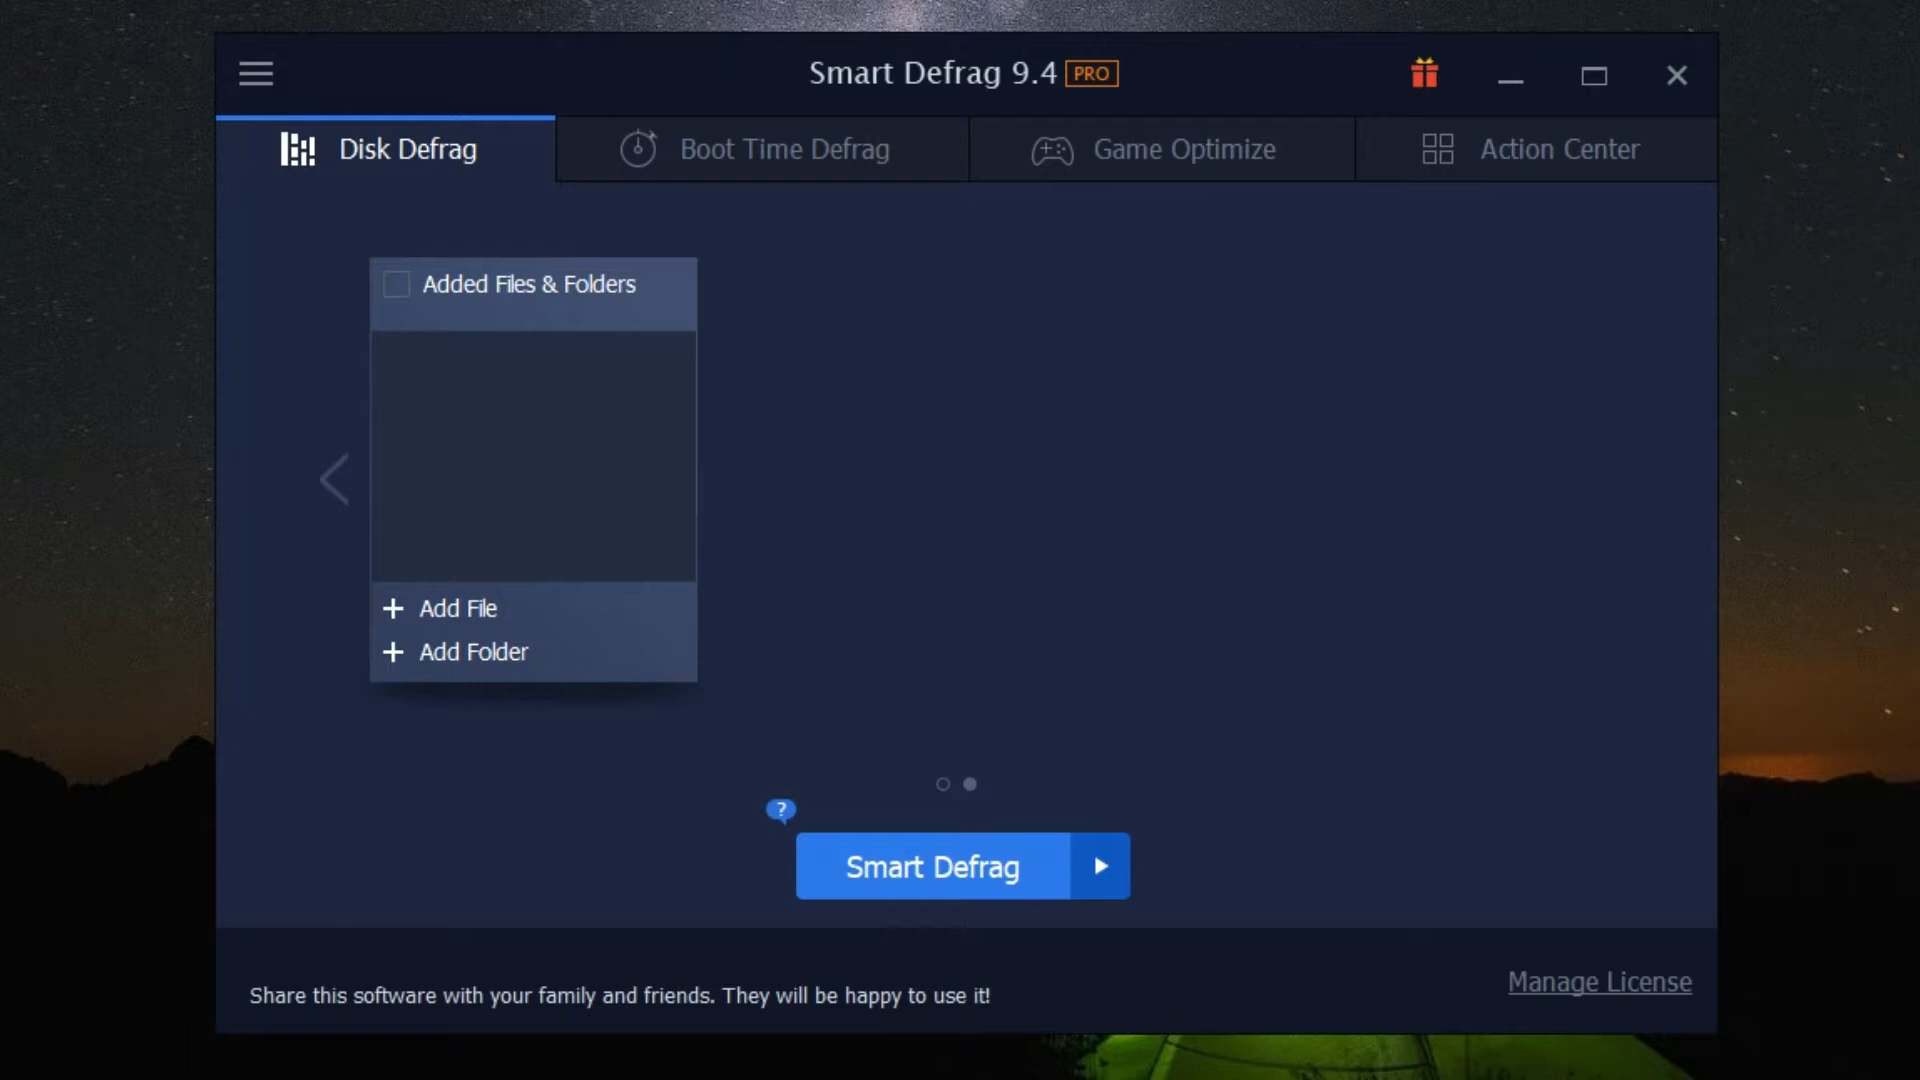 Smart Defrag 9.4 PRO
Disk Defrag
Boot Time Defrag
Game Optimize
Action Center
Added Files & Folders
+ Add File
+ Add Folder
?
Smart Defrag
Share this software with your family and friends. They will be happy to use it!
Manage License